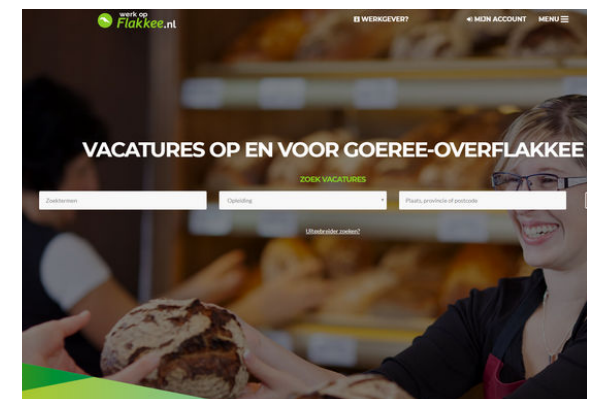 werk op
Flakkee.nl
WERKGEVER?
MIJN ACCOUNT
MENU
VACATURES OP EN VOOR GOEREE-OVERFLAKKEE
ZOEK VACATURES
Zoektermen
Opleiding
Plaats, provincie of postcode
Uitgebreider zoeken?